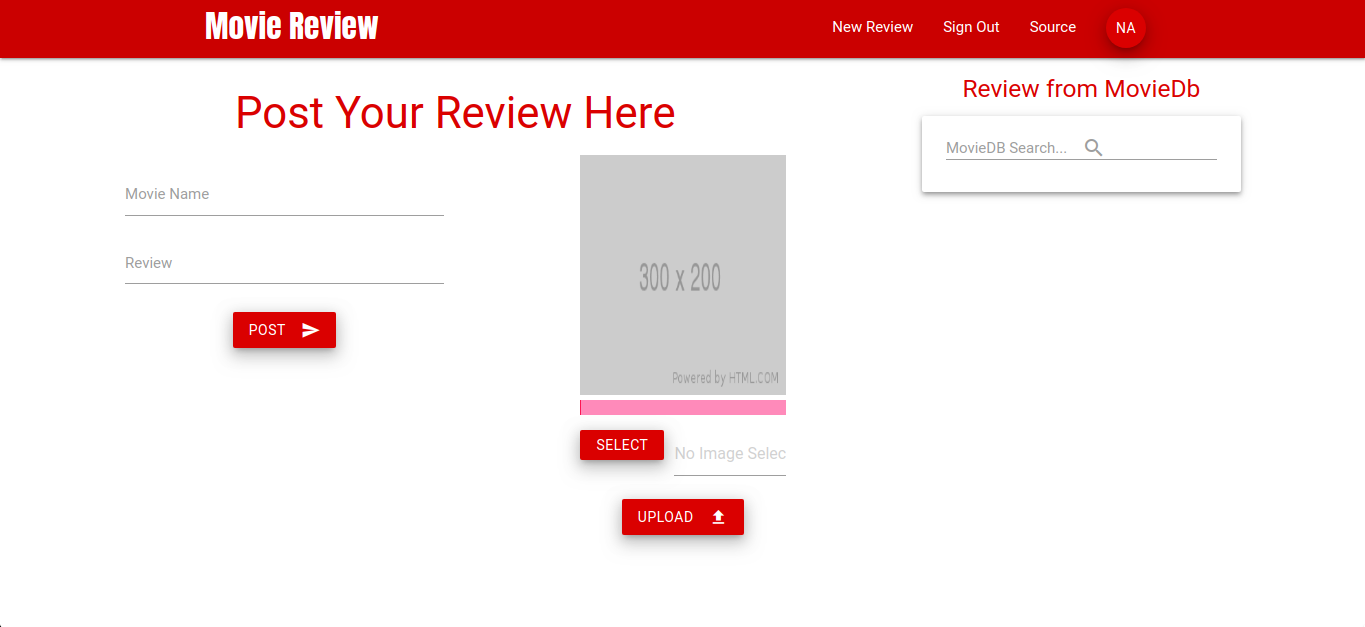 Movie Review
New Review
Sign Out
Source
NA
Post Your Review Here
Movie Name
Review
POST
300 x 200
Powered by HTML.COM
SELECT
No Image Selec
UPLOAD
Review from MovieDb
MovieDB Search...